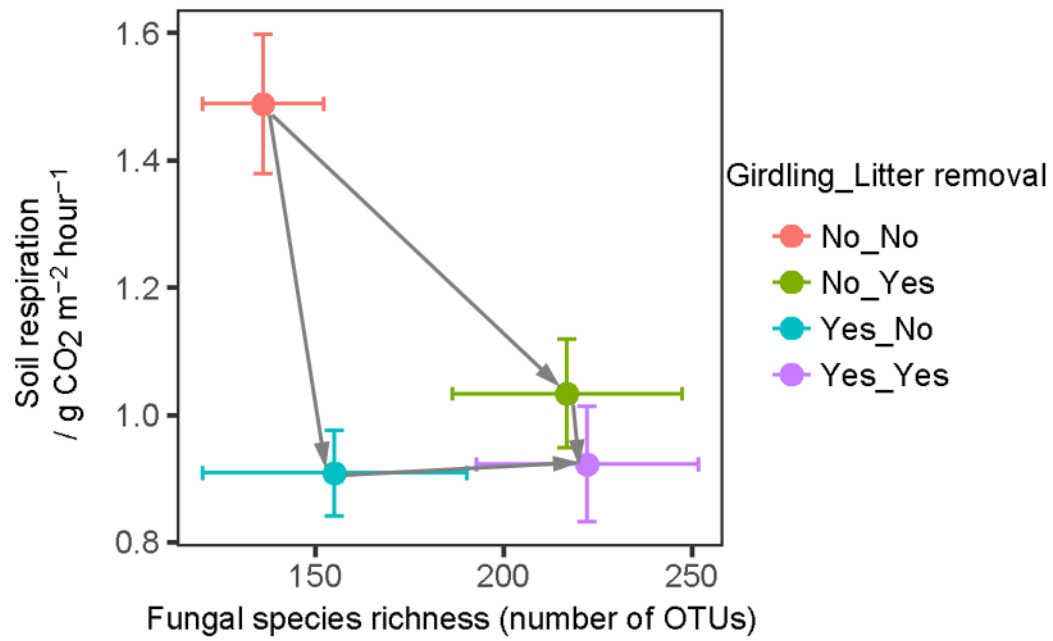 1.6
1.4
1.2
1.0
0.8
Soil respiration
/ g CO2 m−2 hour−1
150
200
250
Fungal species richness (number of OTUs)
Girdling_Litter removal
No_No
No_Yes
Yes_No
Yes_Yes